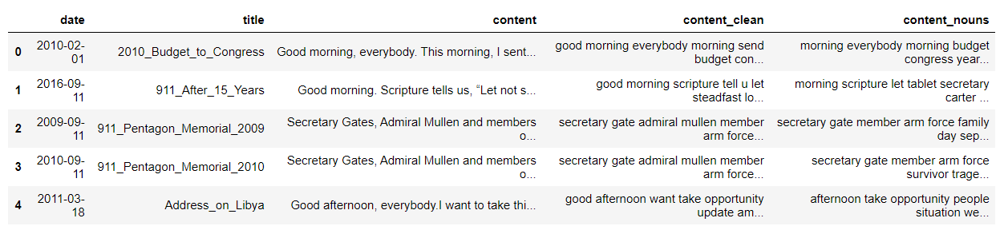 date title content content_clean content_nouns
0 2010-02-01 2010_Budget_to_Congress Good morning, everybody. This morning, I sent... good morning everybody morning send budget con... morning everybody morning budget congress year...
1 2016-09-11 911_After_15_Years Good morning. Scripture tells us, “Let not s... good morning scripture tell u let steadfast lo... morning scripture let tablet secretary carter ...
2 2009-09-11 911_Pentagon_Memorial_2009 Secretary Gates, Admiral Mullen and members o... secretary gate admiral mullen member arm force... secretary gate member arm force family day sep...
3 2010-09-11 911_Pentagon_Memorial_2010 Secretary Gates, Admiral Mullen and members o... secretary gate admiral mullen member arm force... secretary gate member arm force survivor trage...
4 2011-03-18 Address_on_Libya Good afternoon, everybody.I want to take thi... good afternoon want take opportunity update am... afternoon take opportunity people situation we...